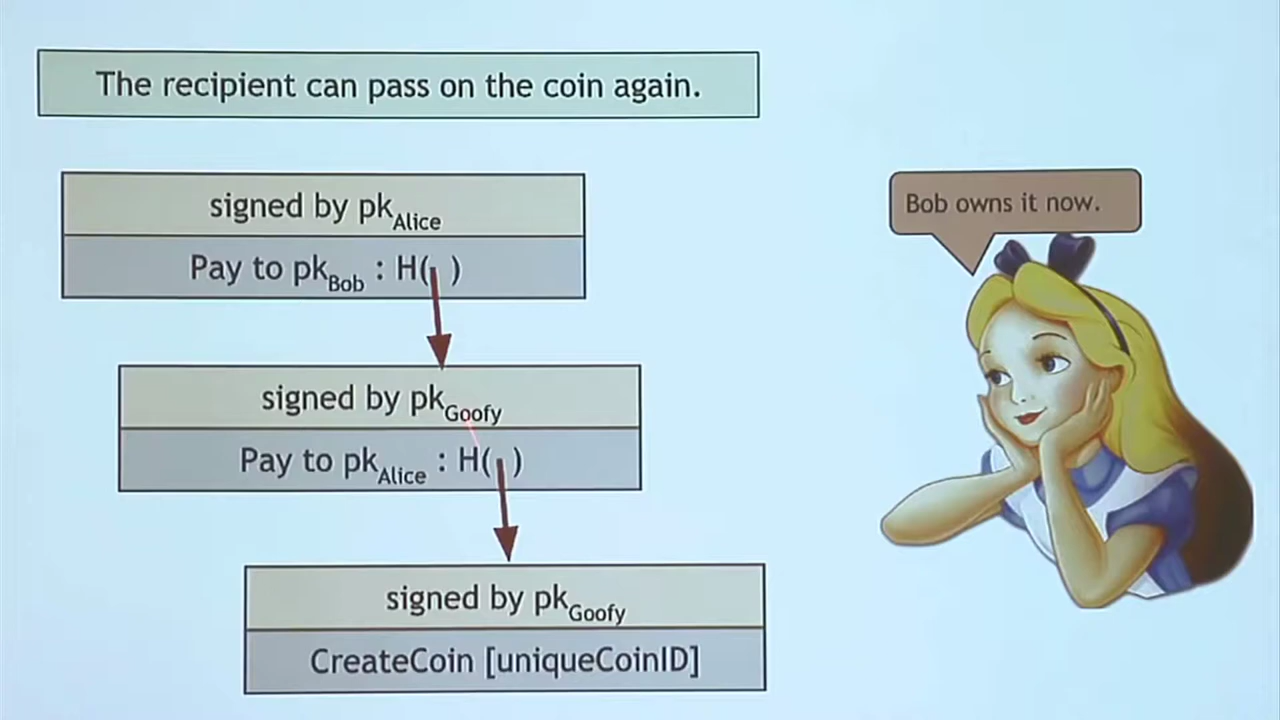 The recipient can pass on the coin again.
signed by pkAlice
Pay to pkBob : H( )
Bob owns it now.
signed by pkGoofy
Pay to pkAlice : H( )
signed by pkGoofy
CreateCoin [uniqueCoinID]